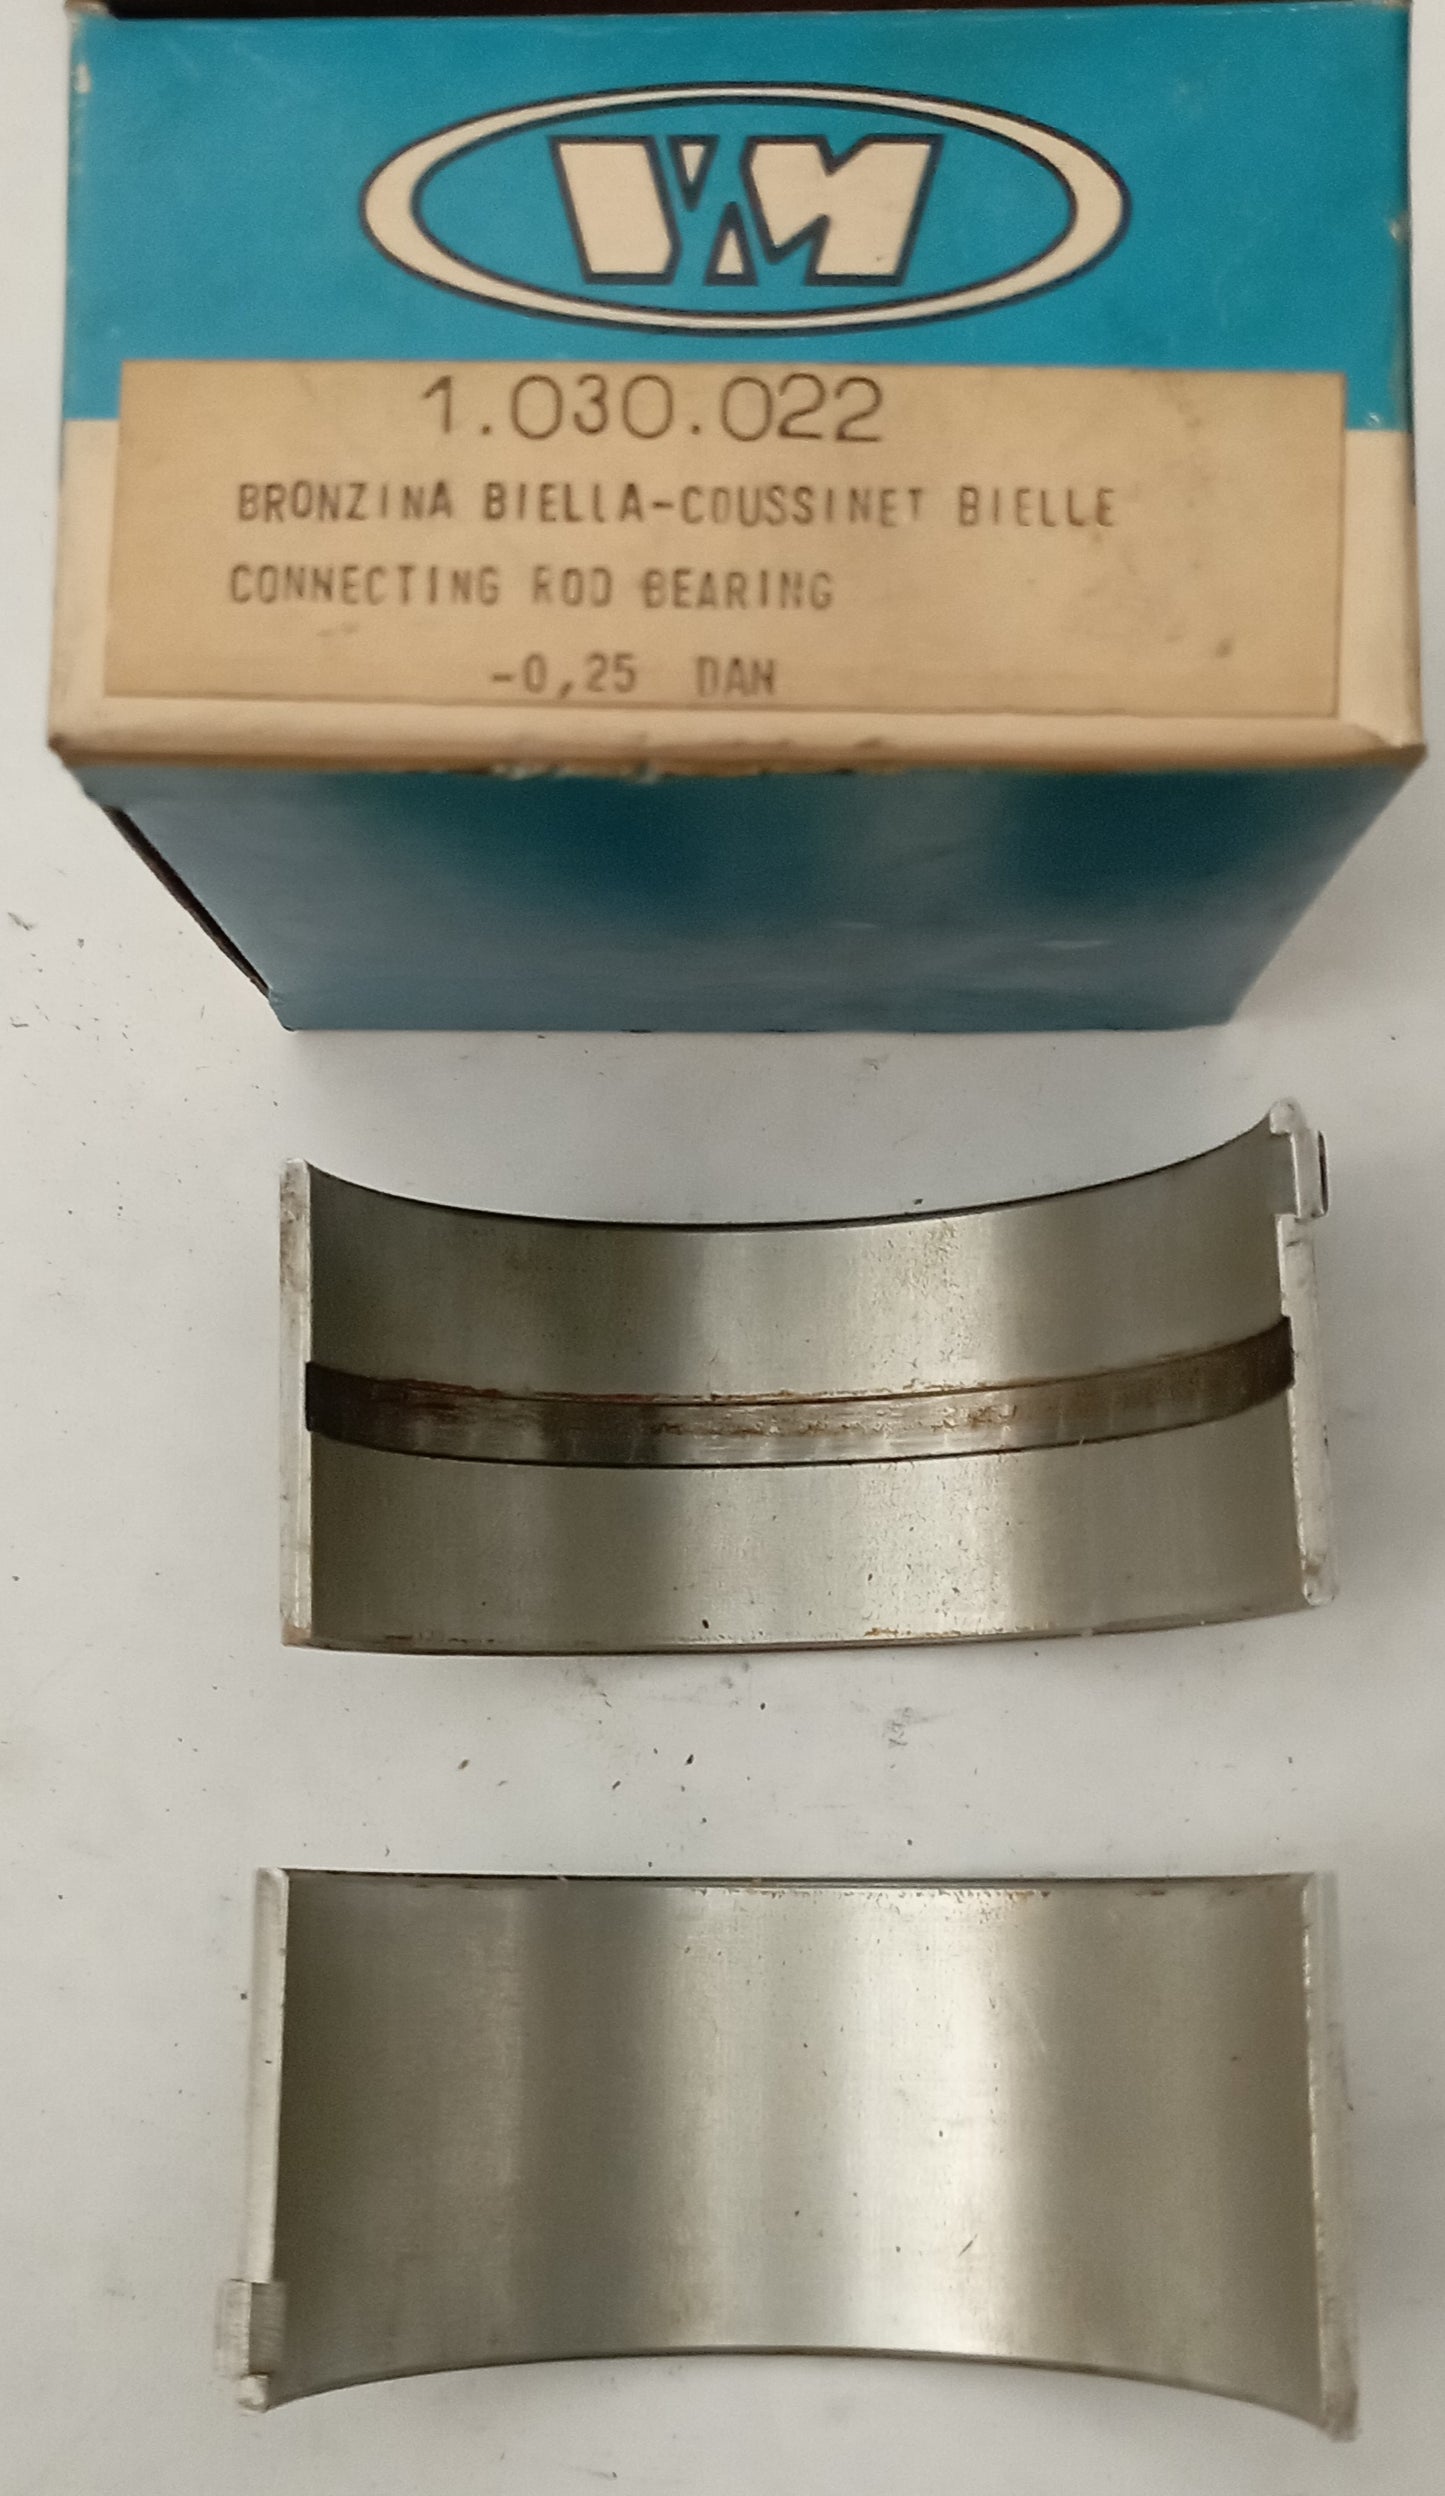 VM
1.030.022
BRONZINA BIELLA-COUSSINET BIELLE
CONNECTING ROD BEARING
-0,25 DAN